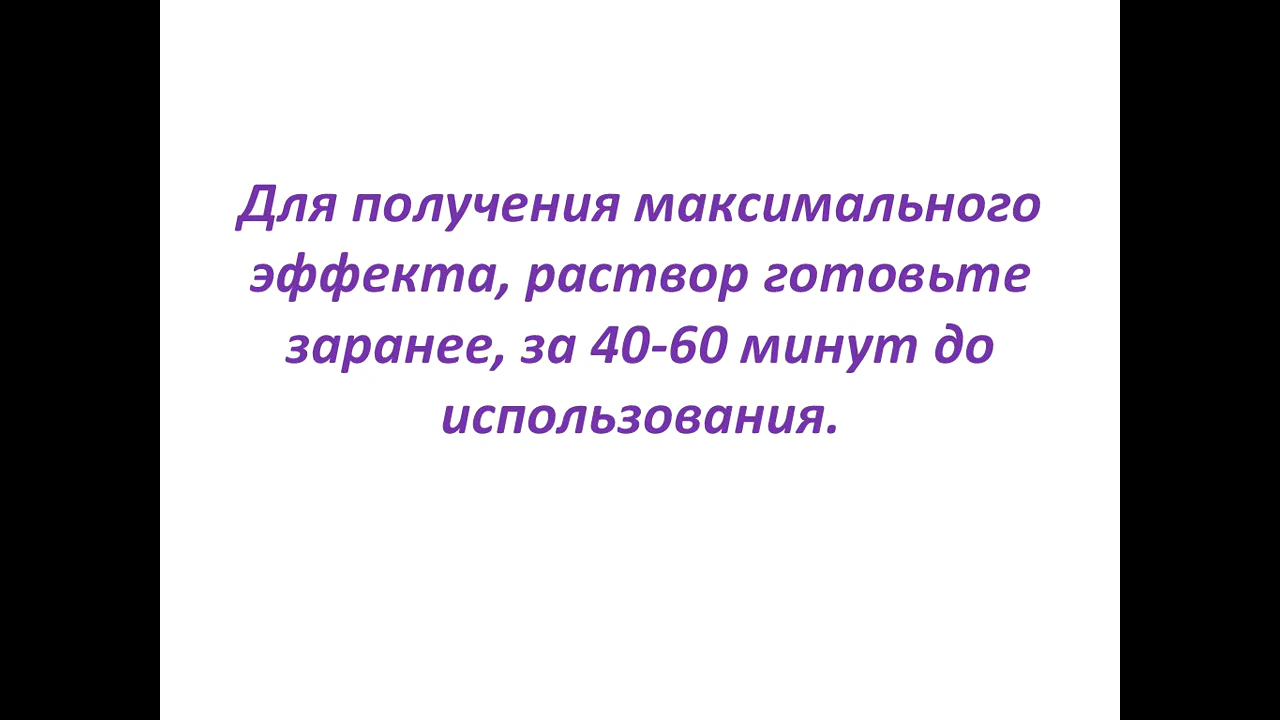 Для получения максимального
эффекта, раствор готовьте
заранее, за 40-60 минут до
использования.